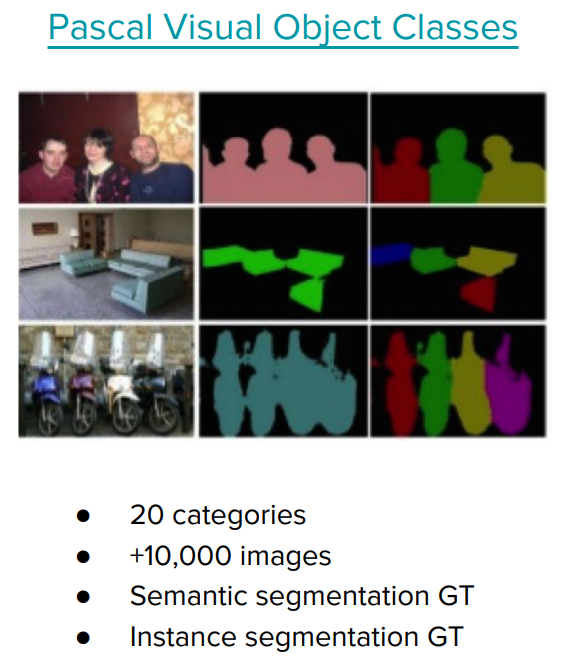 Pascal Visual Object Classes
● 20 categories
● +10,000 images
● Semantic segmentation GT
● Instance segmentation GT